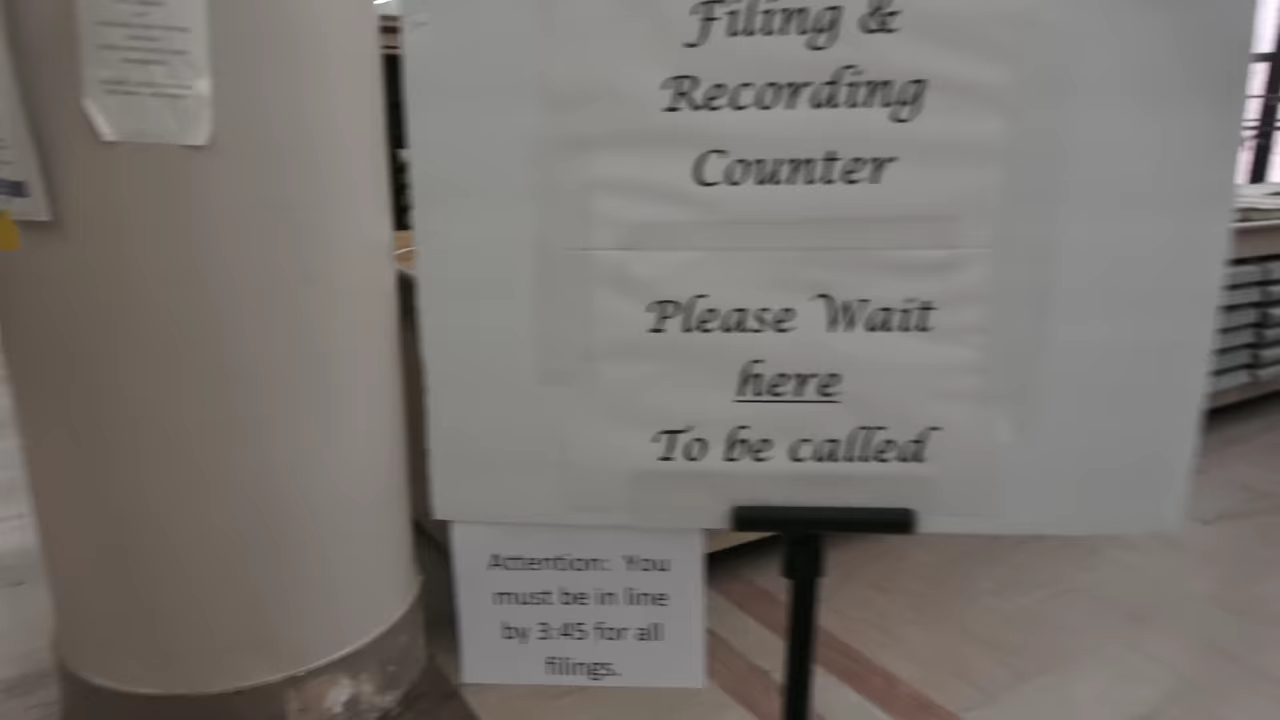 Filing &
Recording
Counter
Please Wait
here
To be called
Attention: You
must be in line
by 3:45 for all
filings.